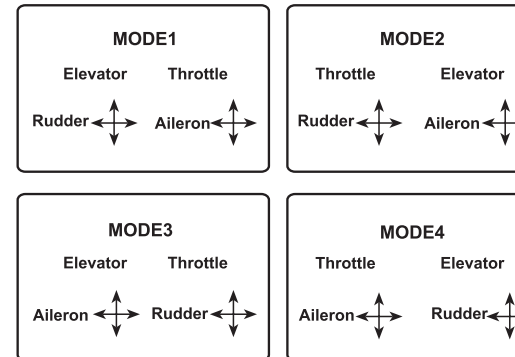 MODE1
Elevator Throttle
Rudder Aileron
MODE2
Throttle Elevator
Rudder Aileron
MODE3
Elevator Throttle
Aileron Rudder
MODE4
Throttle Elevator
Aileron Rudder